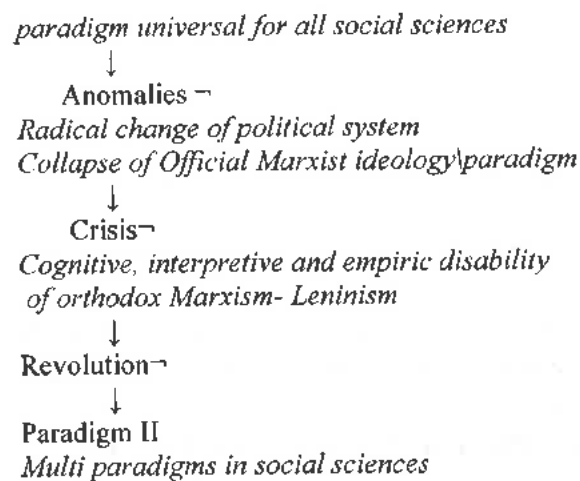 paradigm universal for all social sciences
↓
Anomalies ¬
Radical change of political system
Collapse of Official Marxist ideology\paradigm
↓
Crisis¬
Cognitive, interpretive and empiric disability
of orthodox Marxism- Leninism
↓
Revolution¬
↓
Paradigm II
Multi paradigms in social sciences